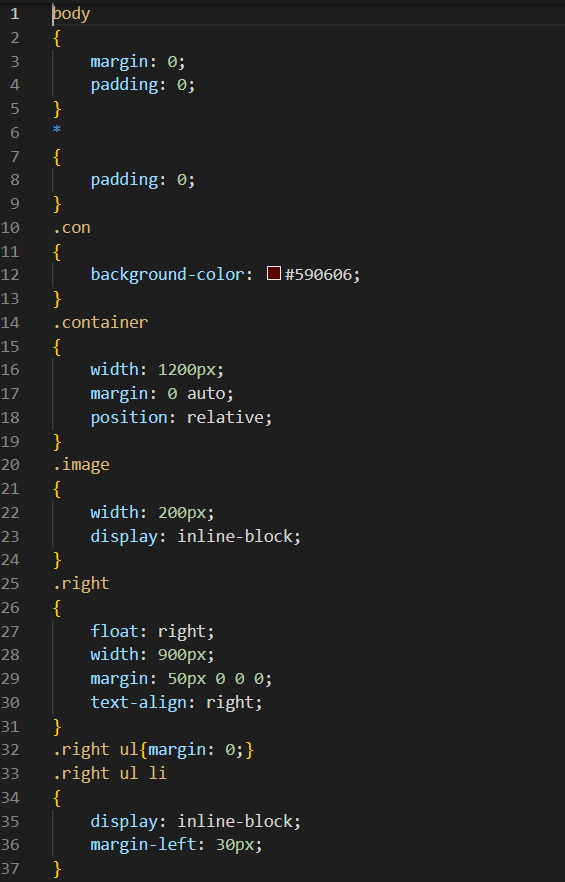 1 body
2 {
3     margin: 0;
4     padding: 0;
5 }
6 *
7 {
8     padding: 0;
9 }
10 .con
11 {
12     background-color: #590606;
13 }
14 .container
15 {
16     width: 1200px;
17     margin: 0 auto;
18     position: relative;
19 }
20 .image
21 {
22     width: 200px;
23     display: inline-block;
24 }
25 .right
26 {
27     float: right;
28     width: 900px;
29     margin: 50px 0 0 0;
30     text-align: right;
31 }
32 .right ul{margin: 0;}
33 .right ul li
34 {
35     display: inline-block;
36     margin-left: 30px;
37 }